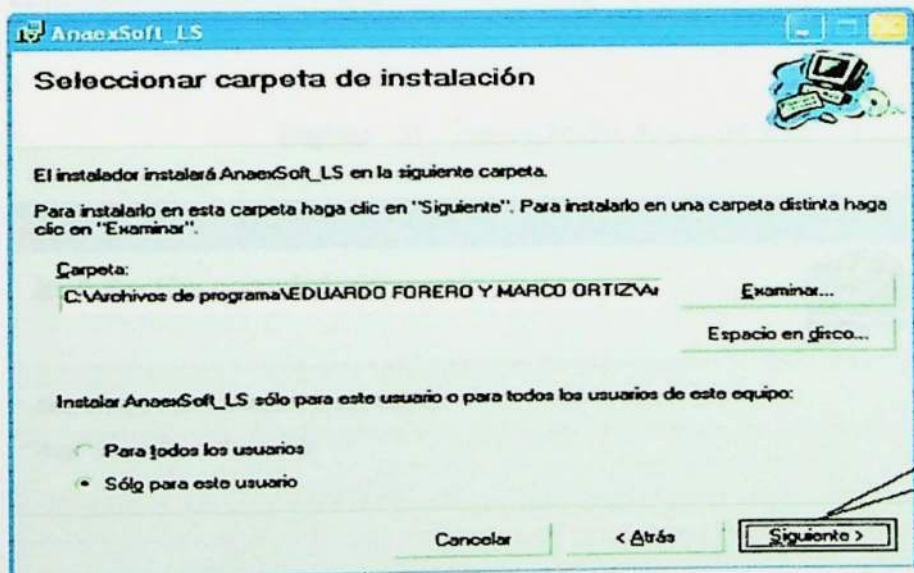 AnaexSoft_LS
Seleccionar carpeta de instalación
El instalador instalará AnaexSoft_LS en la siguiente carpeta.
Para instalarlo en esta carpeta haga clic en "Siguiente". Para instalarlo en una carpeta distinta haga
clic en "Examinar".
Carpeta:
C:\Archivos de programa\EDUARDO FORERO Y MARCO ORTIZ\
Examinar...
Espacio en disco...
Instalar AnaexSoft_LS sólo para este usuario o para todos los usuarios de este equipo:
Para todos los usuarios
Sólo para este usuario
Cancelar
< Atrás
Siguiente >